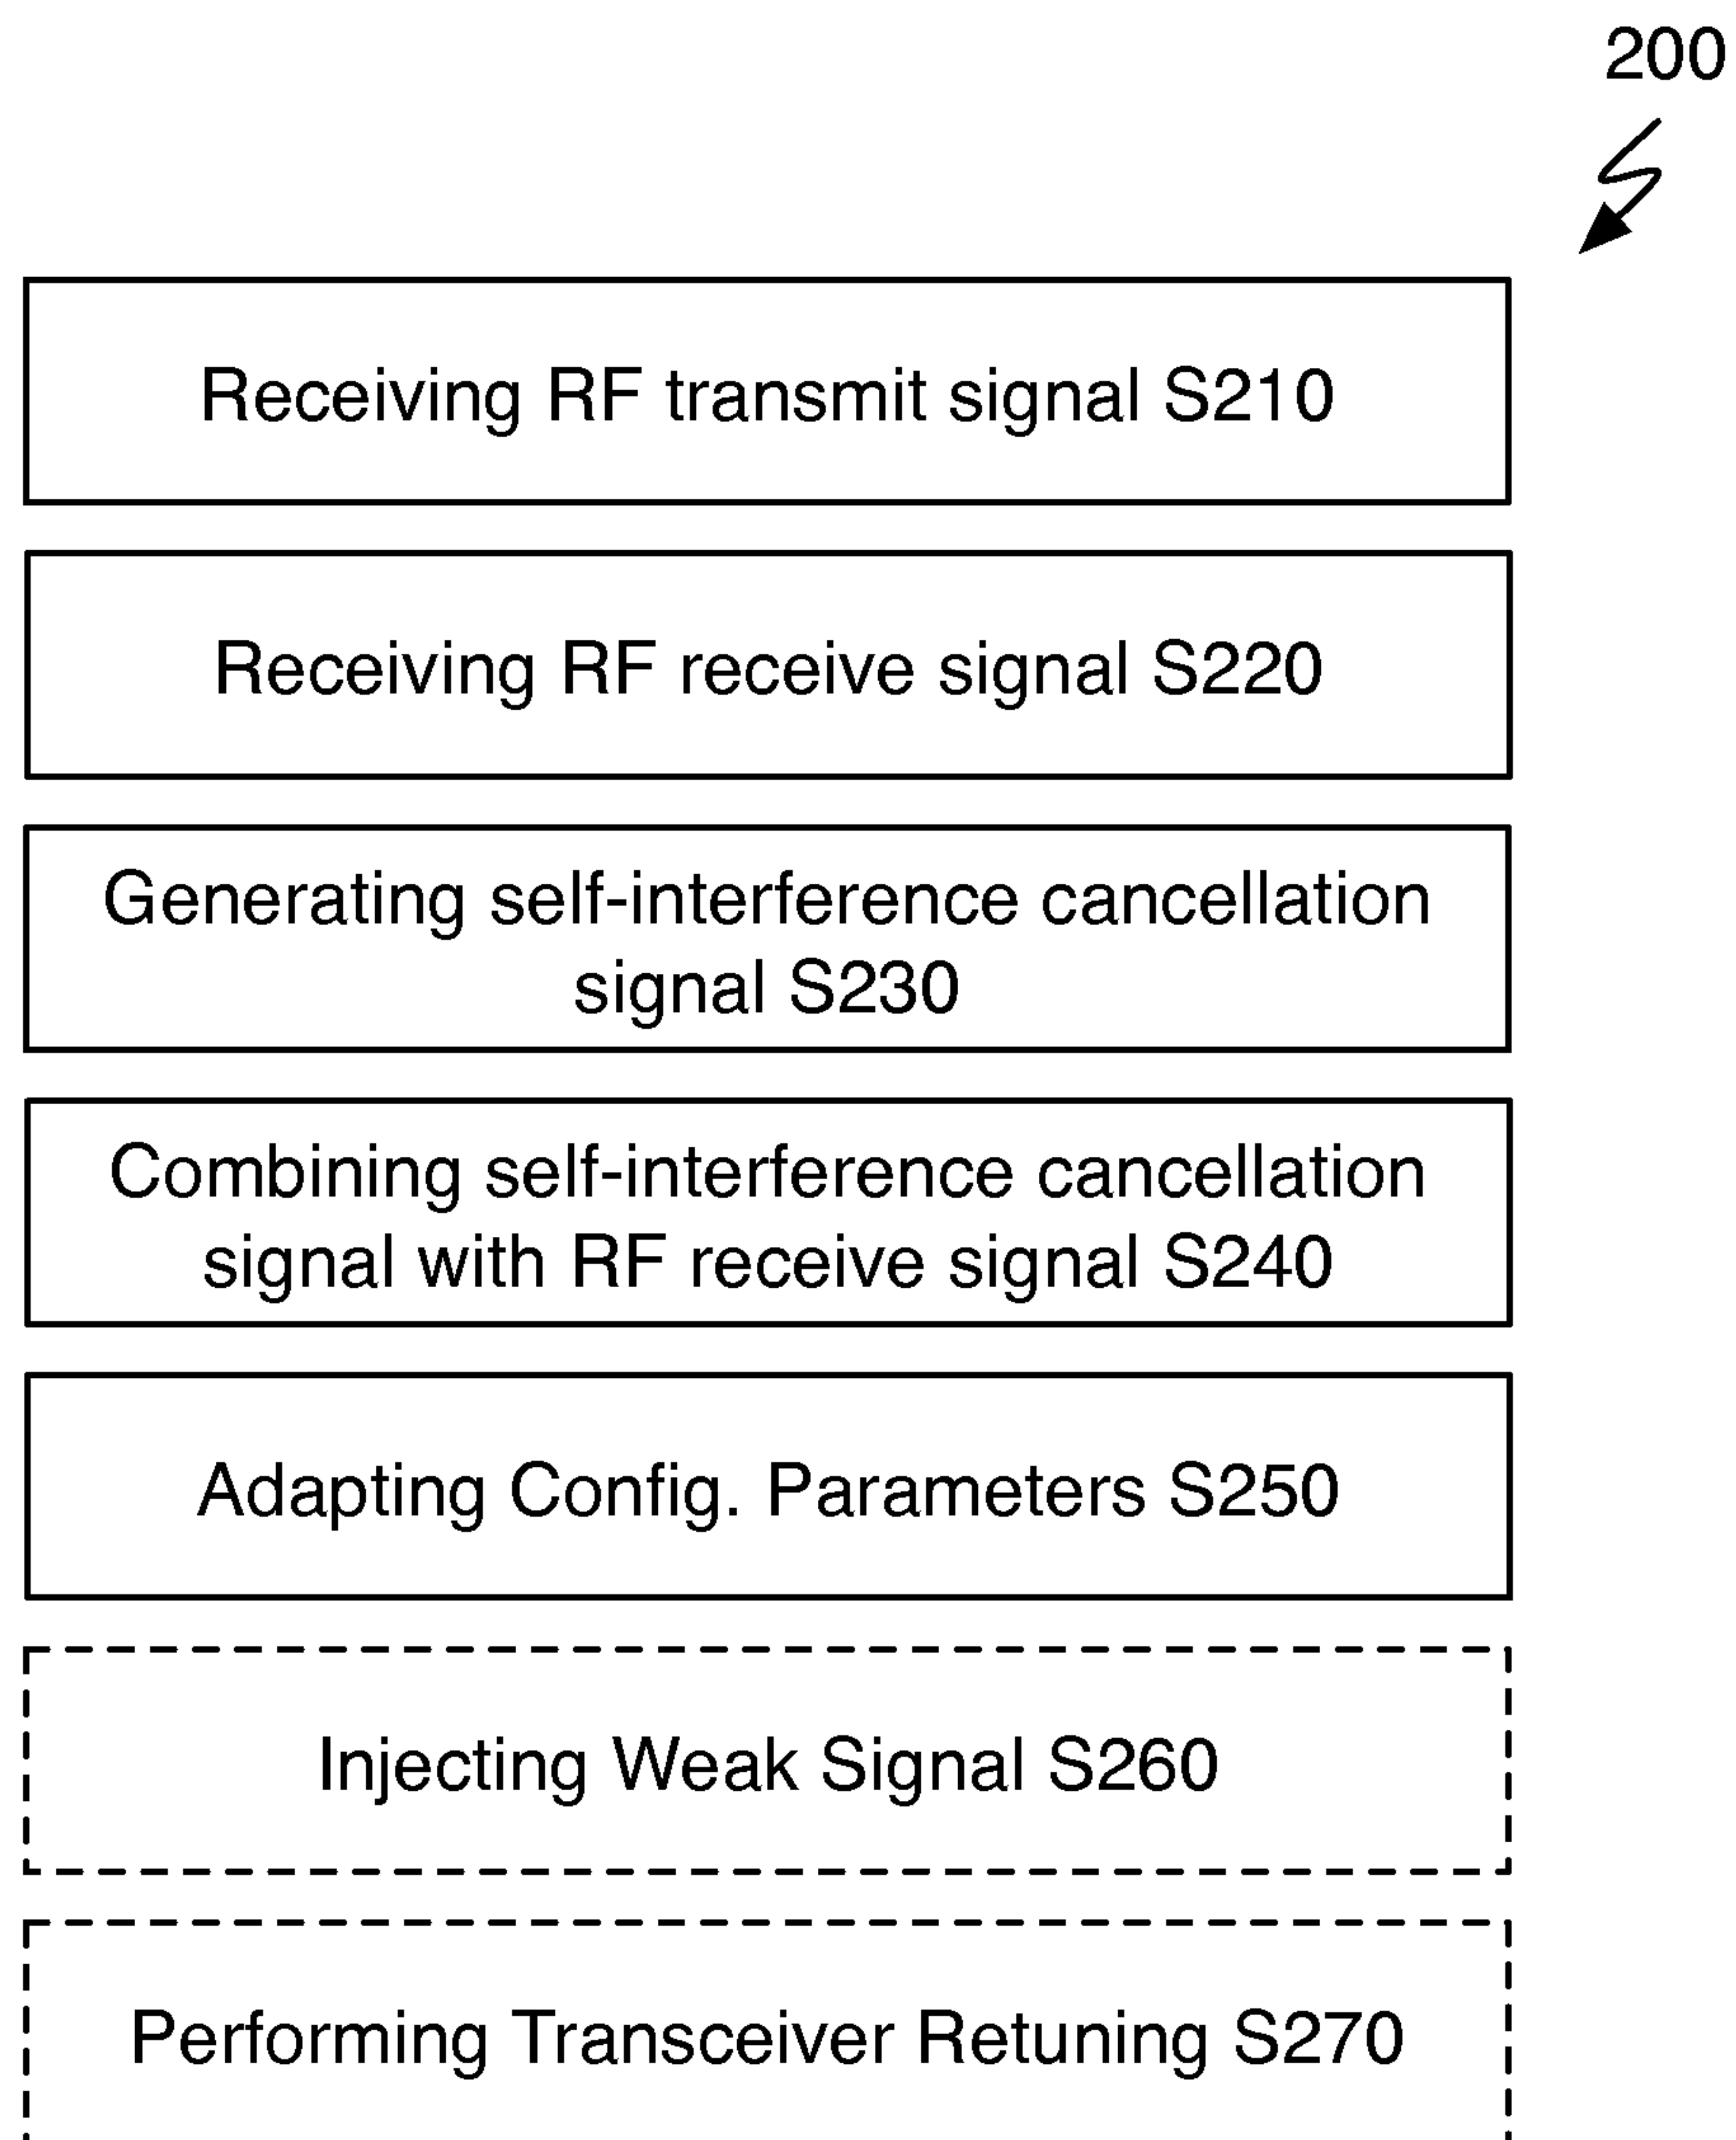 200
Receiving RF transmit signal S210
Receiving RF receive signal S220
Generating self-interference cancellation
signal S230
Combining self-interference cancellation
signal with RF receive signal S240
Adapting Config. Parameters S250
Injecting Weak Signal S260
Performing Transceiver Retuning S270